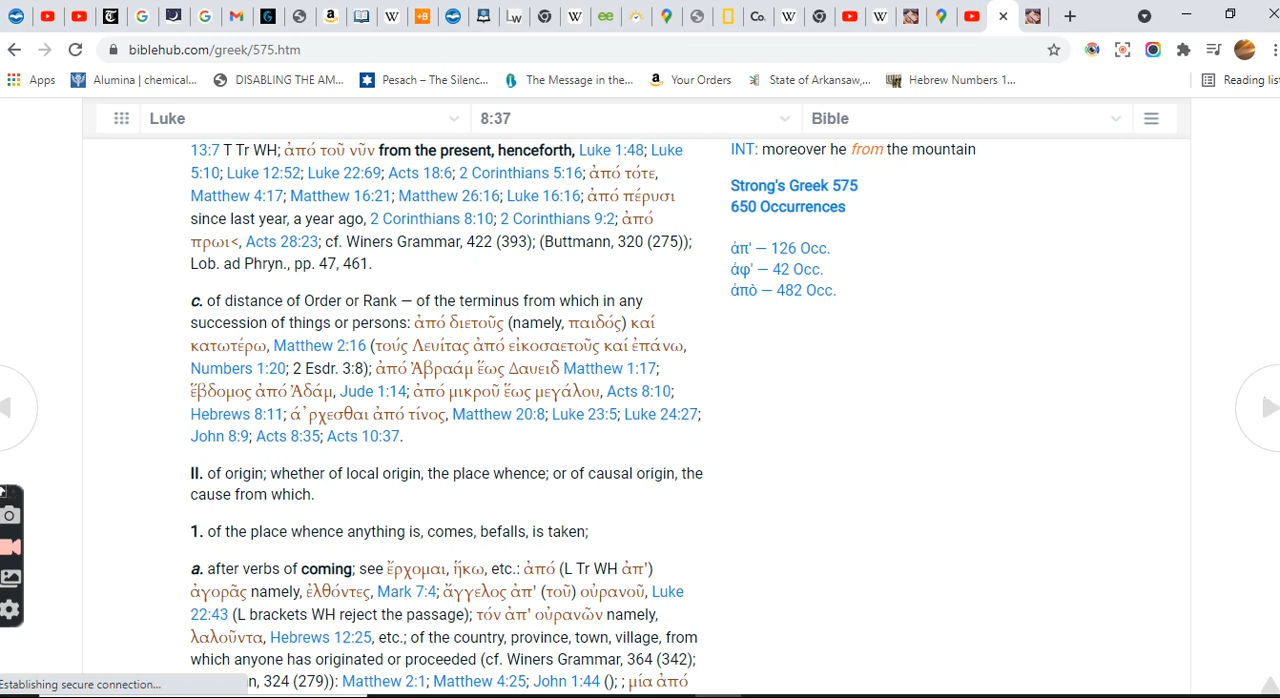 Co.
biblehub.com/greek/575.htm
Apps
Alumina | chemical...
DISABLING THE AM...
Pesach – The Silenc...
The Message in the...
Your Orders
State of Arkansaw,...
Hebrew Numbers 1...
Reading list
Luke
8:37
Bible
13:7 T Tr WH; ἀπό τοῦ νῦν from the present, henceforth, Luke 1:48; Luke
5:10; Luke 12:52; Luke 22:69; Acts 18:6; 2 Corinthians 5:16; ἀπό τότε,
Matthew 4:17; Matthew 16:21; Matthew 26:16; Luke 16:16; ἀπό πέρυσι
since last year, a year ago, 2 Corinthians 8:10; 2 Corinthians 9:2; ἀπό
πρωι<, Acts 28:23; cf. Winers Grammar, 422 (393); (Buttmann, 320 (275));
Lob. ad Phryn., pp. 47, 461.
c. of distance of Order or Rank — of the terminus from which in any
succession of things or persons: ἀπό διετοῦς (namely, παιδός) καί
κατωτέρω, Matthew 2:16 (τούς Λευίτας ἀπό εἰκοσαετοῦς καί ἐπάνω,
Numbers 1:20; 2 Esdr. 3:8); ἀπό Ἀβραάμ ἕως Δαυειδ Matthew 1:17;
ἕβδομος ἀπό Ἀδάμ, Jude 1:14; ἀπό μικροῦ ἕως μεγάλου, Acts 8:10;
Hebrews 8:11; ἀ᾿ρχεσθαι ἀπό τίνος, Matthew 20:8; Luke 23:5; Luke 24:27;
John 8:9; Acts 8:35; Acts 10:37.
II. of origin; whether of local origin, the place whence; or of causal origin, the
cause from which.
1. of the place whence anything is, comes, befalls, is taken;
a. after verbs of coming; see ἔρχομαι, ἥκω, etc.: ἀπό (L Tr WH ἀπ')
ἀγορᾶς namely, ἐλθόντες, Mark 7:4; ἄγγελος ἀπ' (τοῦ) οὐρανοῦ, Luke
22:43 (L brackets WH reject the passage); τόν ἀπ' οὐρανῶν namely,
λαλοῦντα, Hebrews 12:25, etc.; of the country, province, town, village, from
which anyone has originated or proceeded (cf. Winers Grammar, 364 (342);
n, 324 (279)): Matthew 2:1; Matthew 4:25; John 1:44 (); ; μία ἀπό
INT: moreover he from the mountain
Strong's Greek 575
650 Occurrences
ἀπ' — 126 Occ.
ἀφ' — 42 Occ.
ἀπὸ — 482 Occ.
Establishing secure connection...